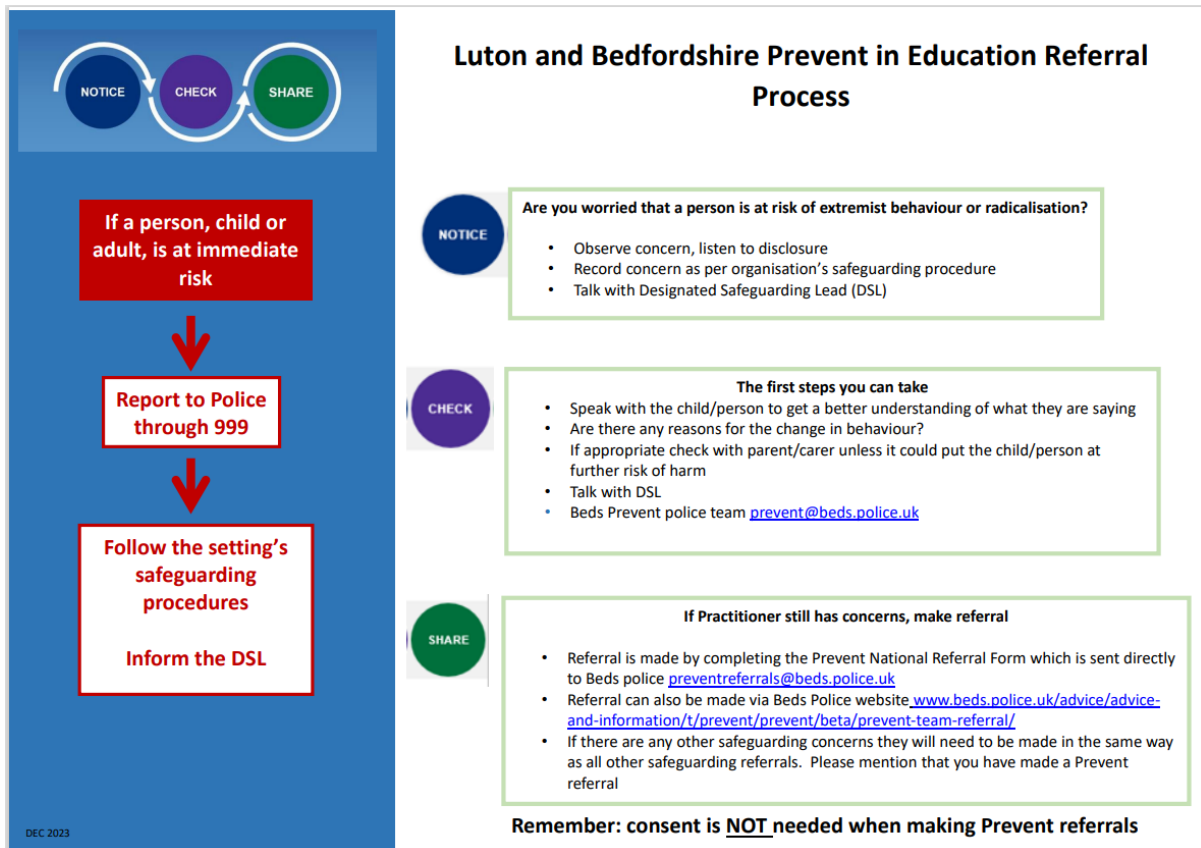 NOTICE
CHECK
SHARE
If a person, child or
adult, is at immediate
risk
Report to Police
through 999
Follow the setting's
safeguarding
procedures
Inform the DSL
DEC 2023
Luton and Bedfordshire Prevent in Education Referral
Process
NOTICE
Are you worried that a person is at risk of extremist behaviour or radicalisation?
• Observe concern, listen to disclosure
• Record concern as per organisation's safeguarding procedure
• Talk with Designated Safeguarding Lead (DSL)
CHECK
The first steps you can take
• Speak with the child/person to get a better understanding of what they are saying
• Are there any reasons for the change in behaviour?
• If appropriate check with parent/carer unless it could put the child/person at
further risk of harm
• Talk with DSL
• Beds Prevent police team prevent@beds.police.uk
SHARE
If Practitioner still has concerns, make referral
• Referral is made by completing the Prevent National Referral Form which is sent directly
to Beds police preventreferrals@beds.police.uk
• Referral can also be made via Beds Police website www.beds.police.uk/advice/advice-
and-information/t/prevent/prevent/beta/prevent-team-referral/
• If there are any other safeguarding concerns they will need to be made in the same way
as all other safeguarding referrals. Please mention that you have made a Prevent
referral
Remember: consent is NOT needed when making Prevent referrals